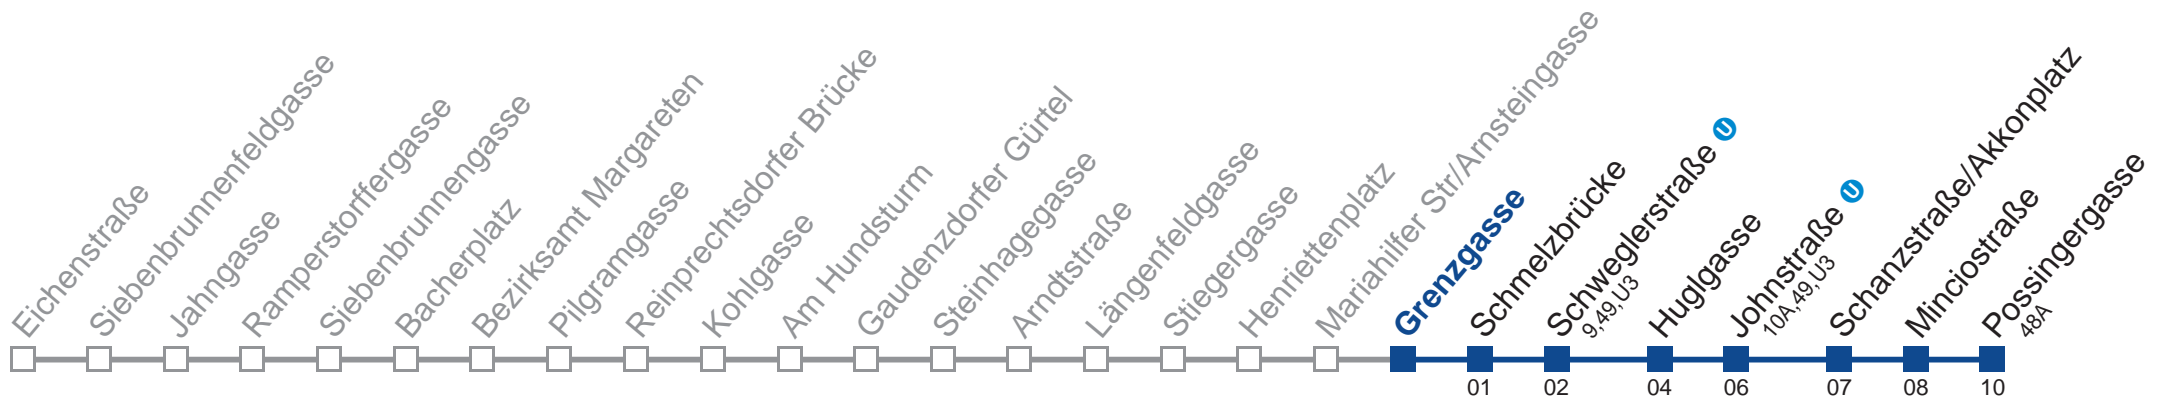 Eichenstraße
Siebenbrunnenfeldgasse
Jahngasse
Ramperstorffergasse
Siebenbrunnengasse
Bacherplatz
Bezirksamt Margareten
Pilgramgasse
Reinprechtsdorfer Brücke
Kohlgasse
Am Hundsturm
Gaudenzdorfer Gürtel
Steinhagegasse
Arndtstraße
Längenfeldgasse
Stiegergasse
Henriettenplatz
Mariahilfer Str/Arnsteingasse
Grenzgasse
Schmelzbrücke
Schweglerstraße U
9,49,U3
Huglgasse
Johnstraße U
10A,49,U3
Schanzstraße/Akkonplatz
Minciostraße
Possingergasse
48A
01 02 04 06 07 08 10